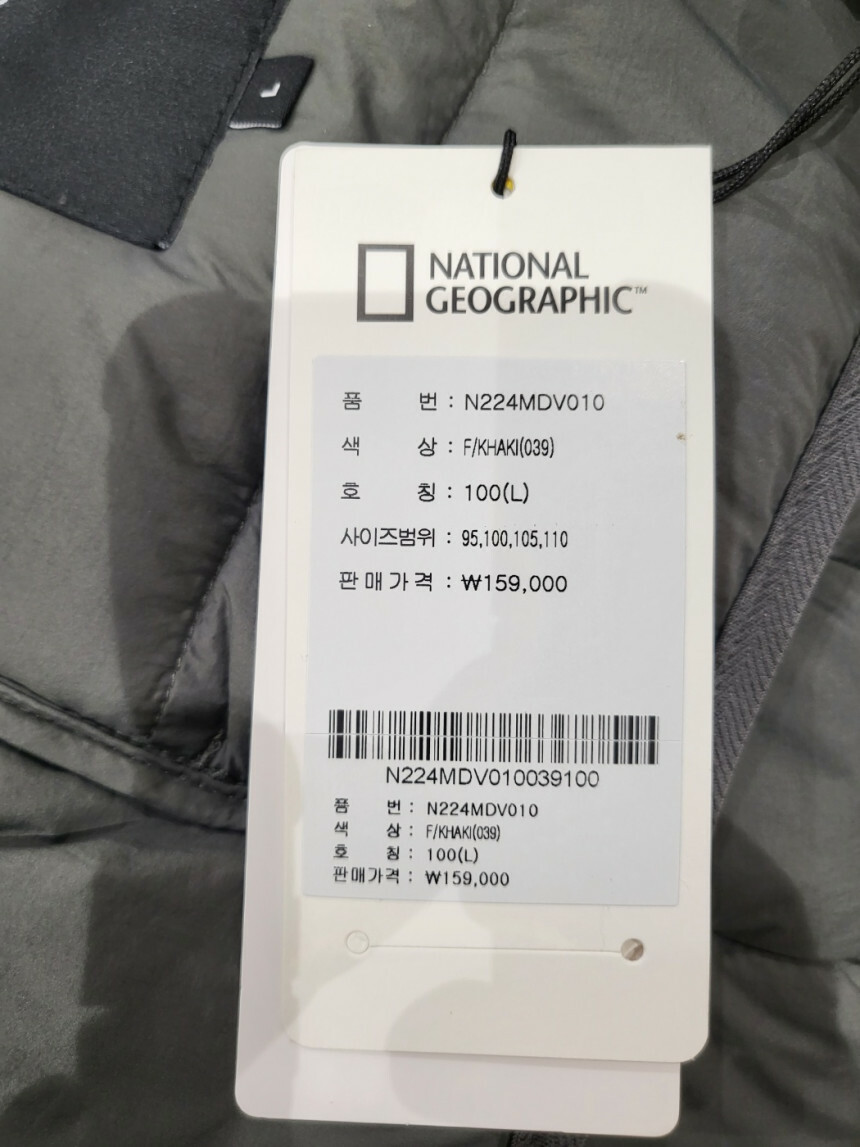 L
NATIONAL
GEOGRAPHIC™
품 번 : N224MDV010
색 상 : F/KHAKI(039)
호 칭 : 100(L)
사이즈범위 : 95,100,105,110
판매가격 : ₩159,000
N224MDV010039100
품 번 : N224MDV010
색 상 : F/KHAKI(039)
호 칭 : 100(L)
판매가격 : ₩159,000